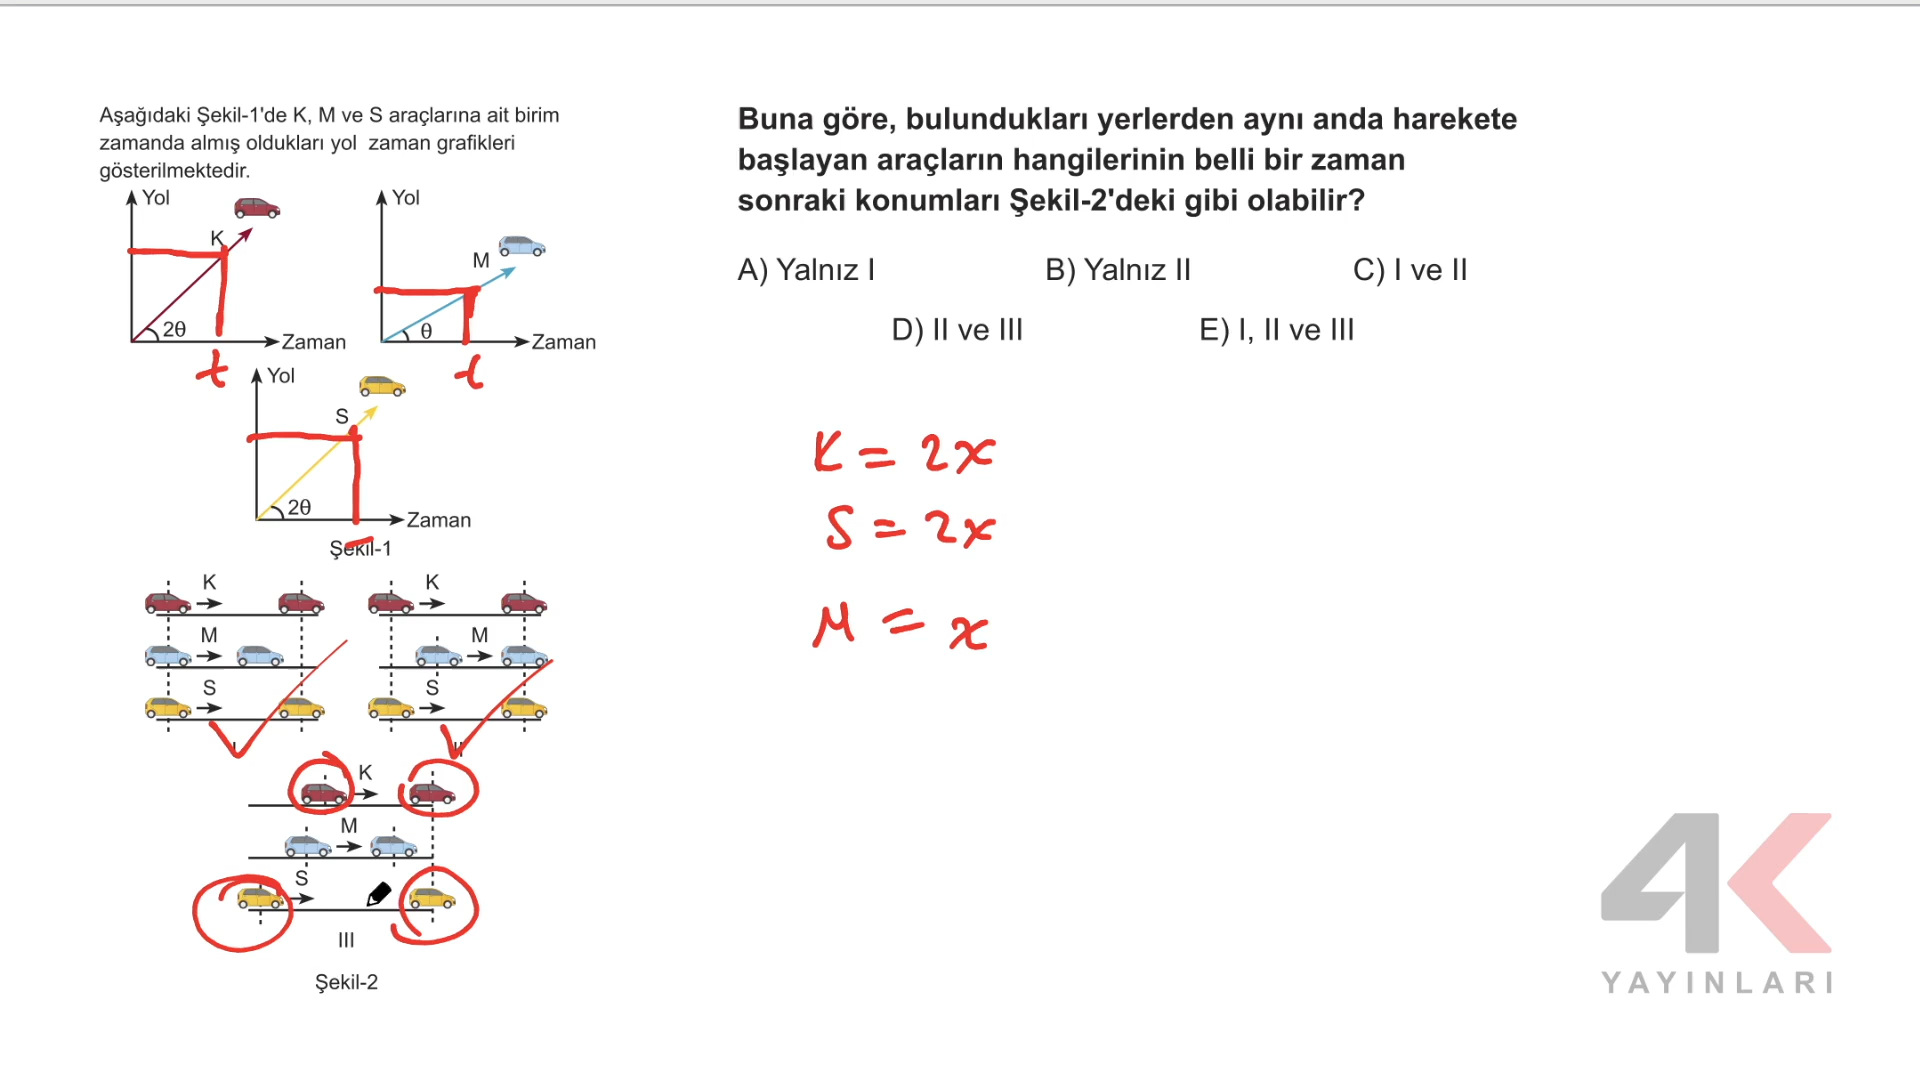 Aşağıdaki Şekil-1'de K, M ve S araçlarına ait birim
zamanda almış oldukları yol zaman grafikleri
gösterilmektedir.
Yol
K
2θ
Zaman
t
Yol
M
θ
Zaman
t
Yol
S
2θ
Zaman
Şekil-1
K
M
S
I
K
M
S
II
K
M
S
III
Şekil-2
Buna göre, bulundukları yerlerden aynı anda harekete
başlayan araçların hangilerinin belli bir zaman
sonraki konumları Şekil-2'deki gibi olabilir?
A) Yalnız I
B) Yalnız II
C) I ve II
D) II ve III
E) I, II ve III
K = 2x
S = 2x
M = x
4K
YAYINLARI